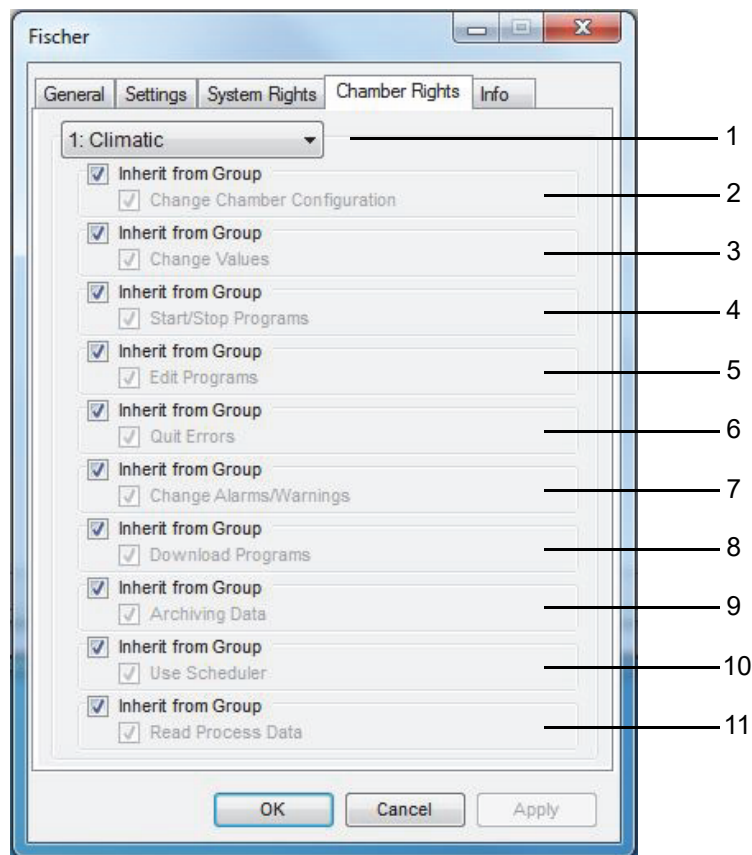 Fischer
General Settings System Rights Chamber Rights Info
1: Climatic 1
Inherit from Group
Change Chamber Configuration 2
Inherit from Group
Change Values 3
Inherit from Group
Start/Stop Programs 4
Inherit from Group
Edit Programs 5
Inherit from Group
Quit Errors 6
Inherit from Group
Change Alarms/Warnings 7
Inherit from Group
Download Programs 8
Inherit from Group
Archiving Data 9
Inherit from Group
Use Scheduler 10
Inherit from Group
Read Process Data 11
OK Cancel Apply